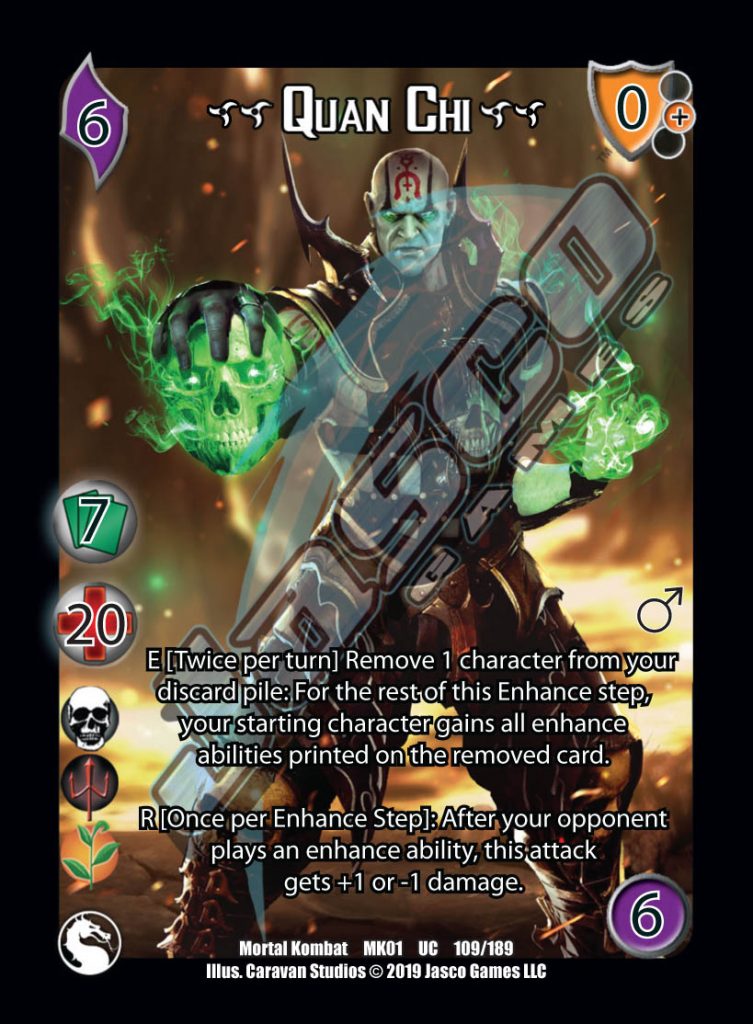 6
QUAN CHI
0
+
TM
JASCO
GAMES
7
20
E [Twice per turn] Remove 1 character from your
discard pile: For the rest of this Enhance step,
your starting character gains all enhance
abilities printed on the removed card.
R [Once per Enhance Step]: After your opponent
plays an enhance ability, this attack
gets +1 or -1 damage.
6
Mortal Kombat MK01 UC 109/189
Illus. Caravan Studios © 2019 Jasco Games LLC